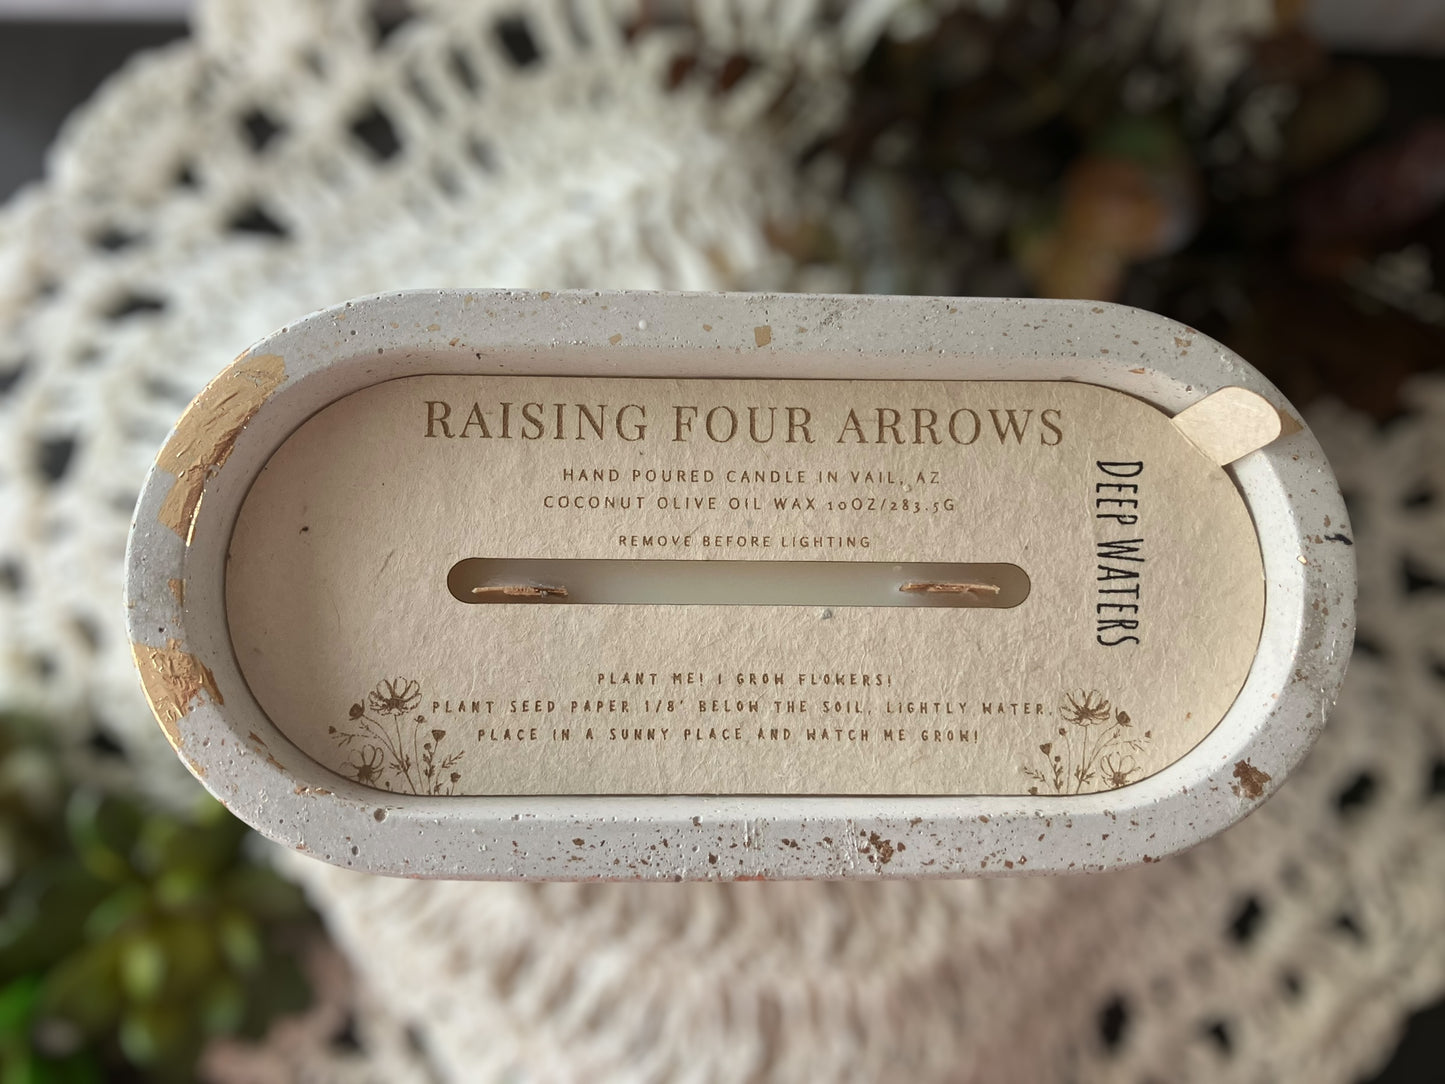 RAISING FOUR ARROWS
HAND POURED CANDLE IN VAIL, AZ
COCONUT OLIVE OIL WAX 10OZ/283.5G
REMOVE BEFORE LIGHTING
DEEP WATERS
PLANT ME! I GROW FLOWERS!
PLANT SEED PAPER 1/8" BELOW THE SOIL, LIGHTLY WATER,
PLACE IN A SUNNY PLACE AND WATCH ME GROW!